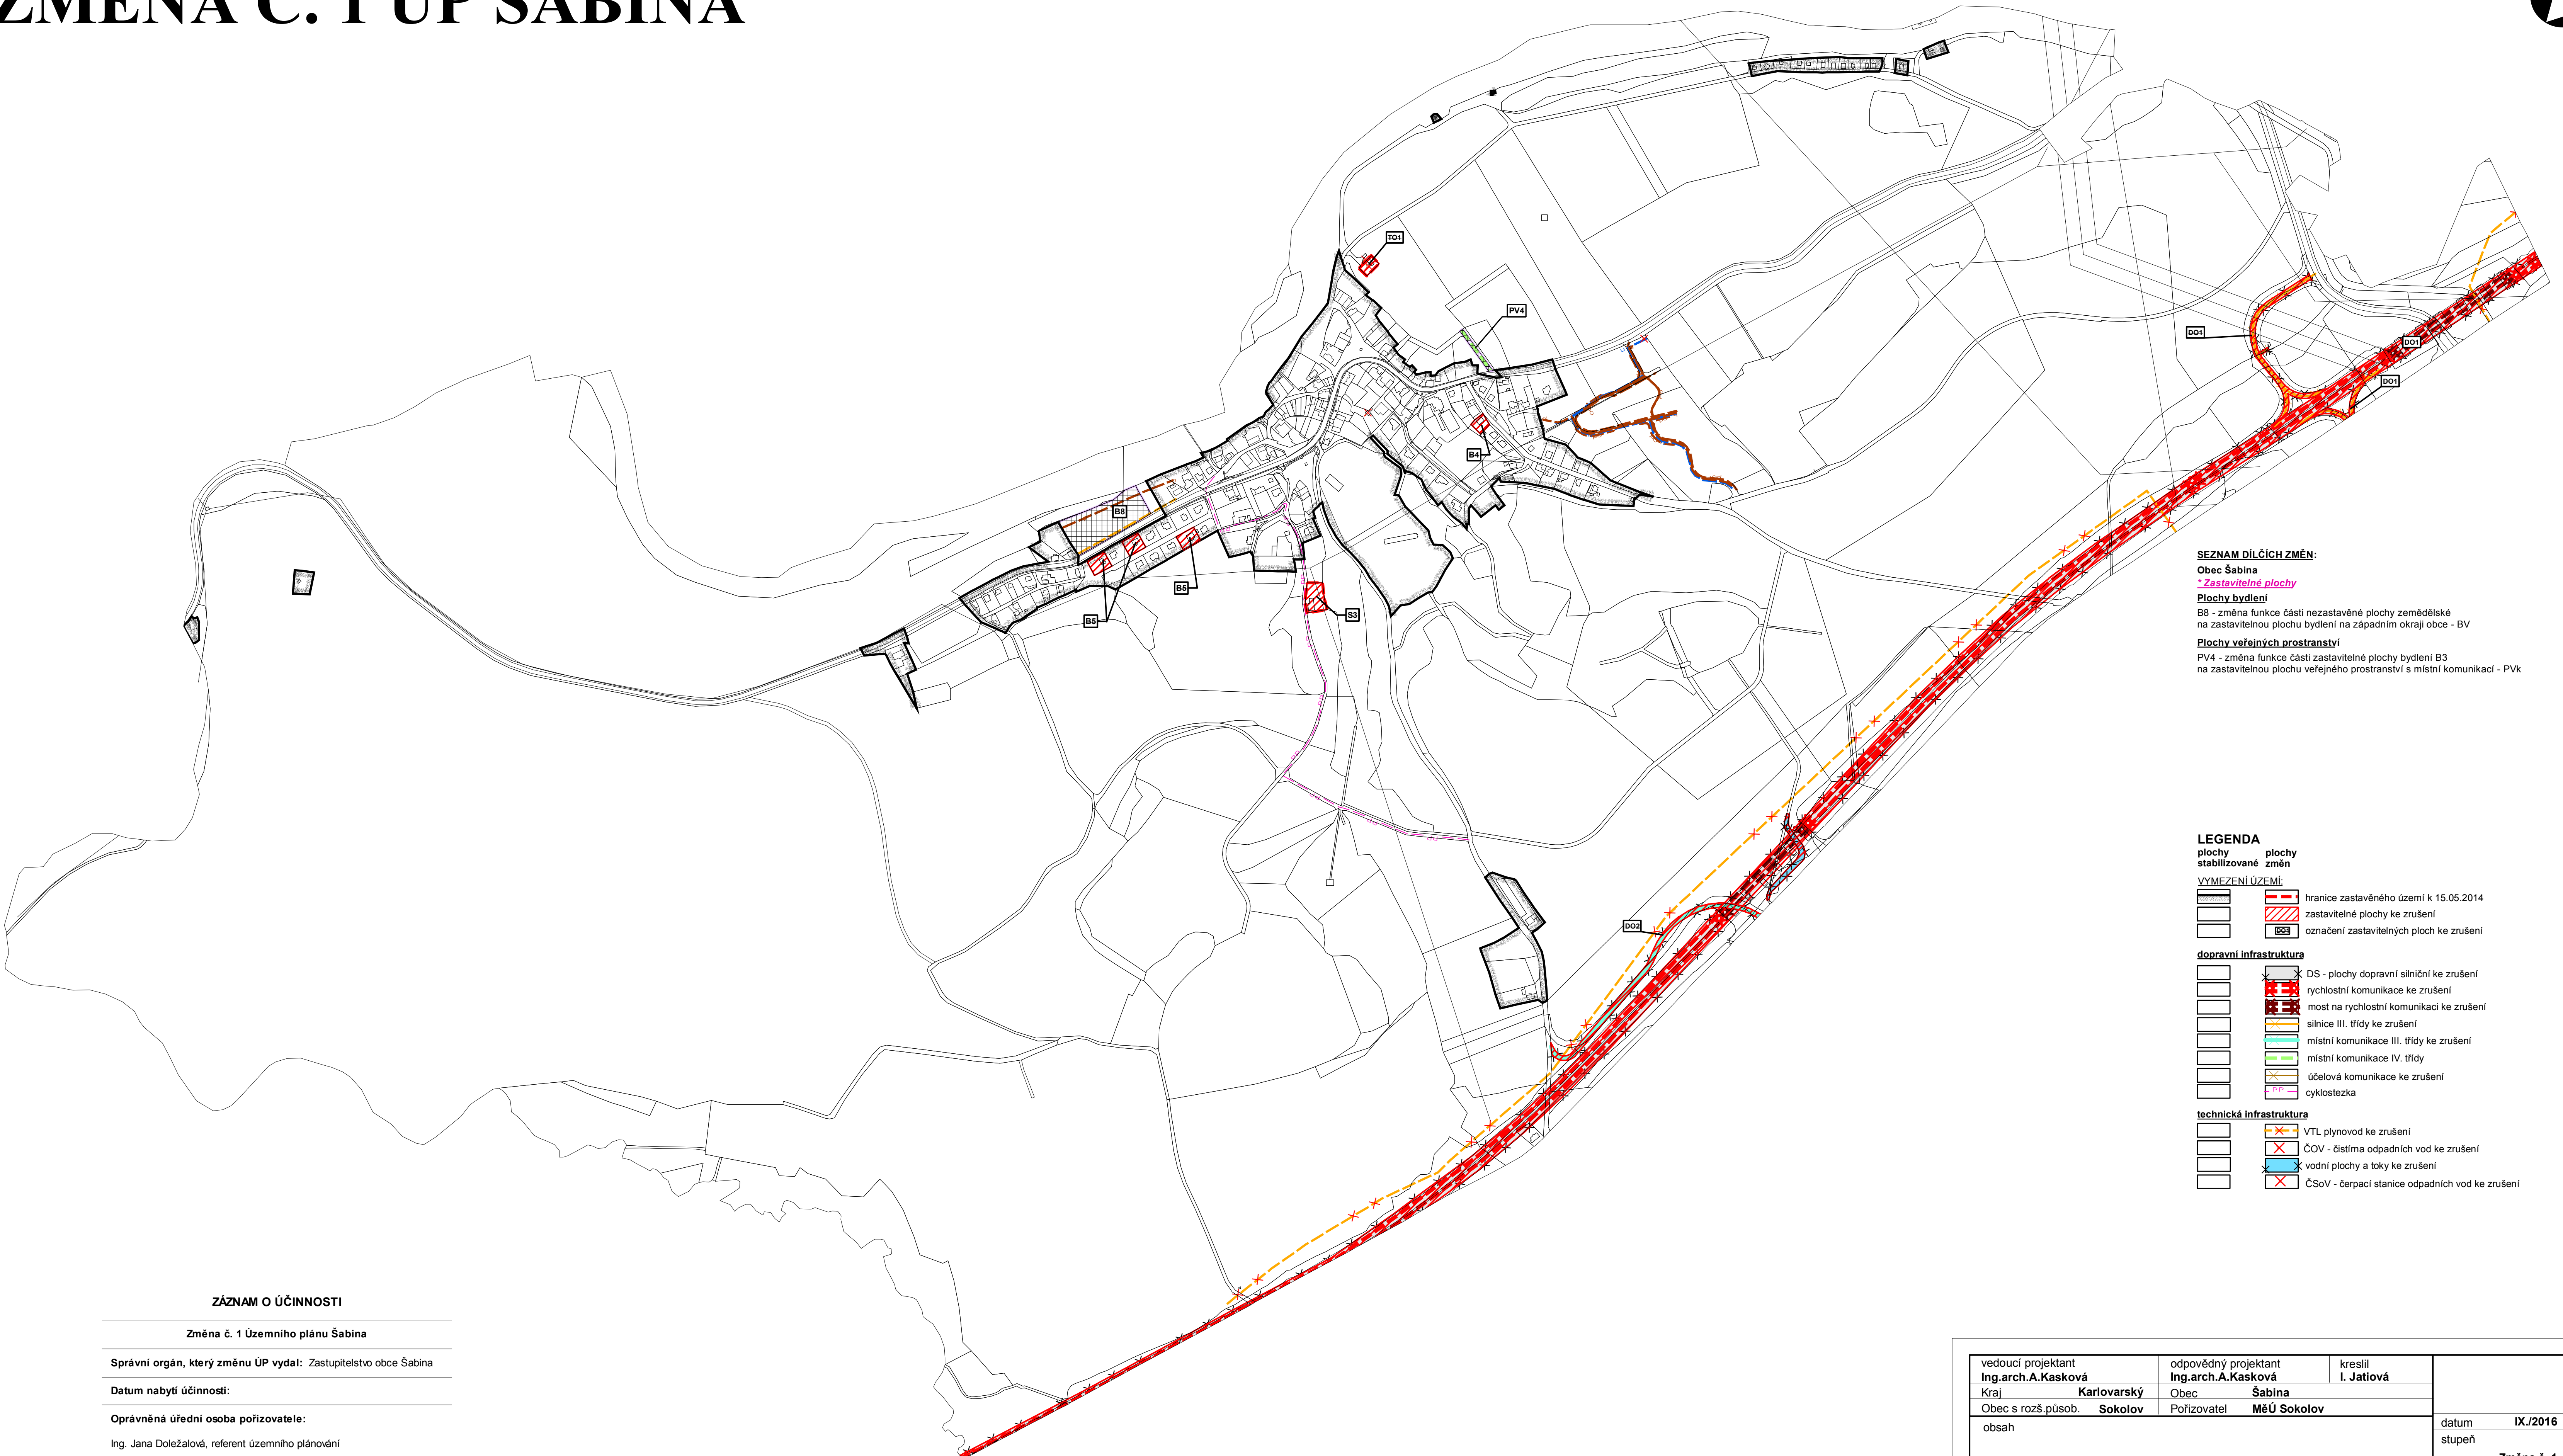 ZMĚNA Č. 1 ÚP ŠABINA
TO1
PV4
DO1
DO1
DO1
B4
B8
B5
B5
S3
DO2
SEZNAM DÍLČÍCH ZMĚN:
Obec Šabina
* Zastavitelné plochy
Plochy bydlení
B8 - změna funkce části nezastavěné plochy zemědělské
na zastavitelnou plochu bydlení na západním okraji obce - BV
Plochy veřejných prostranství
PV4 - změna funkce části zastavitelné plochy bydlení B3
na zastavitelnou plochu veřejného prostranství s místní komunikací - PVk
LEGENDA
plochy stabilizované plochy změn
VYMEZENÍ ÚZEMÍ:
hranice zastavěného území k 15.05.2014
zastavitelné plochy ke zrušení
DO1 označení zastavitelných ploch ke zrušení
dopravní infrastruktura
DS - plochy dopravní silniční ke zrušení
rychlostní komunikace ke zrušení
most na rychlostní komunikaci ke zrušení
silnice III. třídy ke zrušení
místní komunikace III. třídy ke zrušení
místní komunikace IV. třídy
účelová komunikace ke zrušení
cyklostezka
technická infrastruktura
VTL plynovod ke zrušení
ČOV - čistírna odpadních vod ke zrušení
vodní plochy a toky ke zrušení
ČSoV - čerpací stanice odpadních vod ke zrušení
ZÁZNAM O ÚČINNOSTI
Změna č. 1 Územního plánu Šabina
Správní orgán, který změnu ÚP vydal: Zastupitelstvo obce Šabina
Datum nabytí účinnosti:
Oprávněná úřední osoba pořizovatele:
Ing. Jana Doležalová, referent územního plánování
vedoucí projektant odpovědný projektant kreslil
Ing.arch.A.Kasková Ing.arch.A.Kasková I. Jatiová
Kraj Karlovarský Obec Šabina
Obec s rozš.působ. Sokolov Pořizovatel MěÚ Sokolov
obsah
datum IX./2016
stupeň